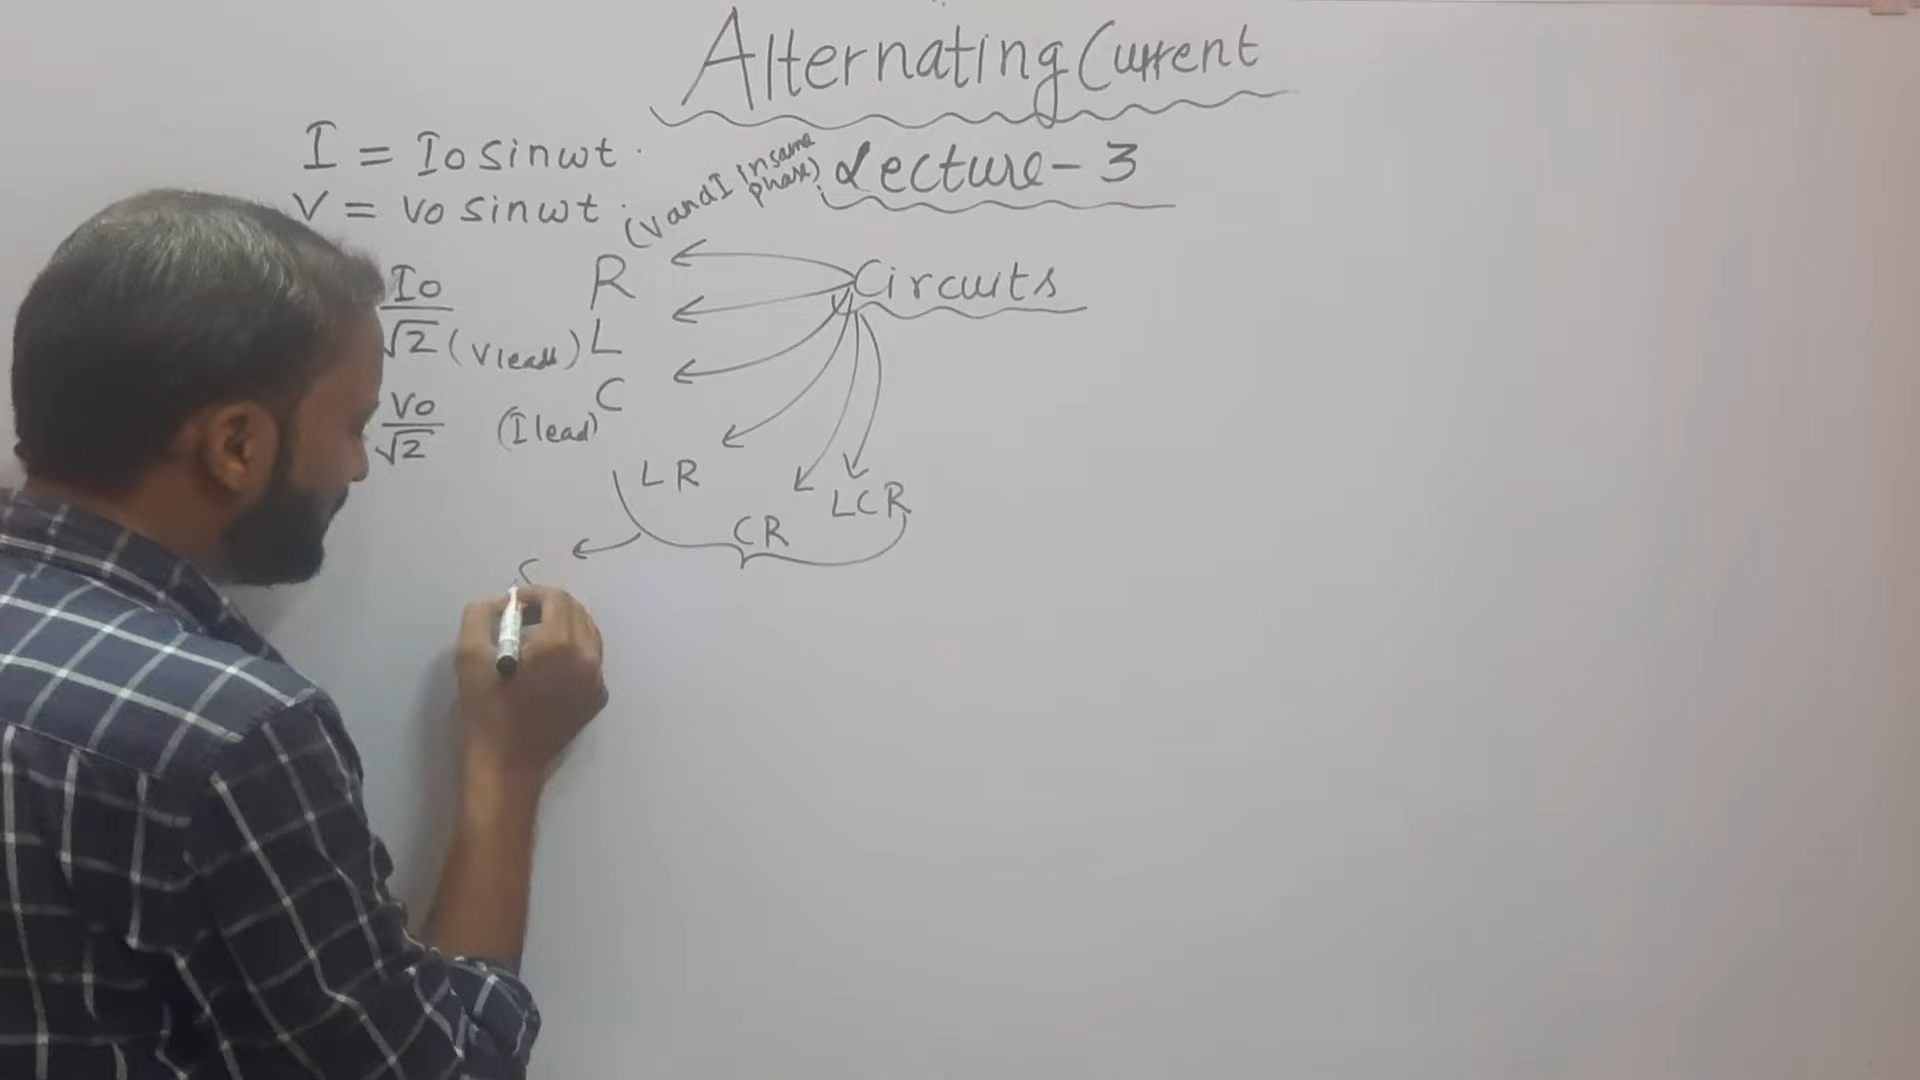 Alternating Current
I = Io sinwt
V = Vo sinwt
(V and I in same
phase)
Lecture-3
Circuits
R
Io
√2
(V lead)
L
C
Vo
√2
(I lead)
LR
CR
LCR